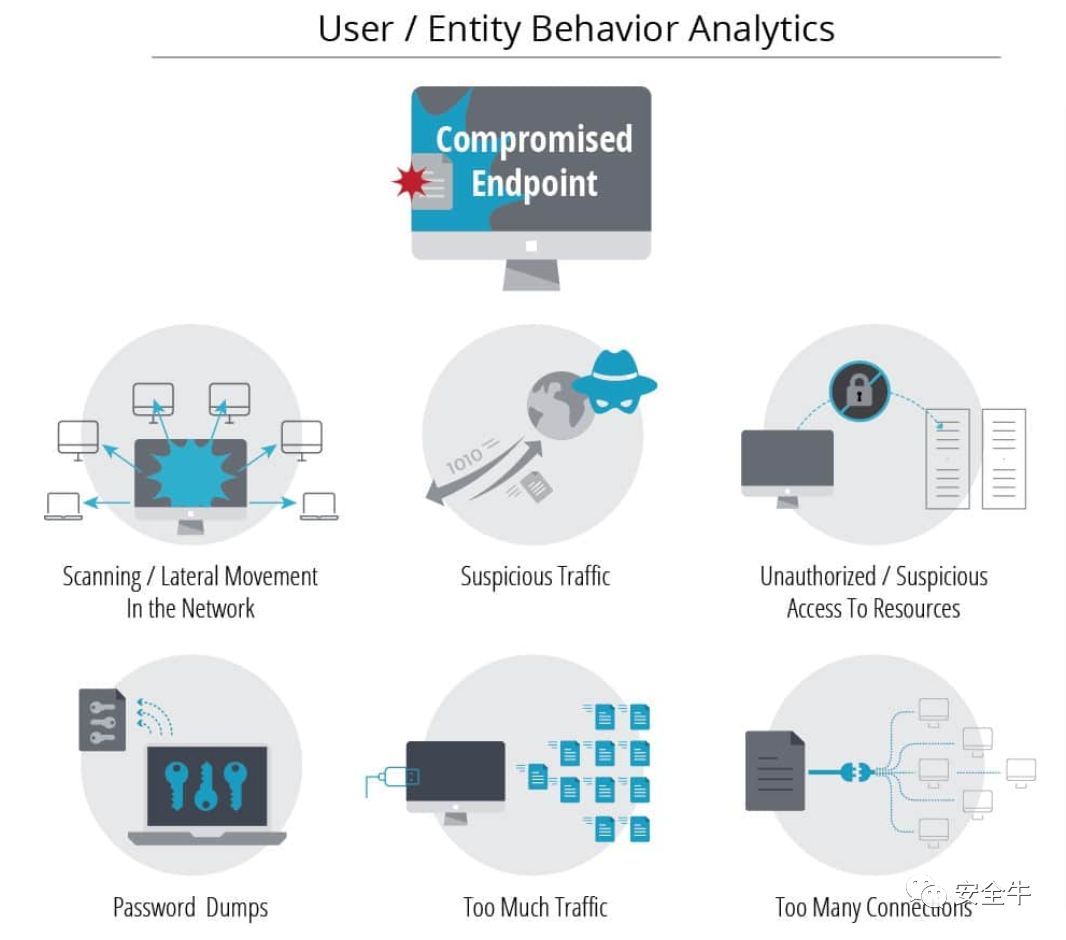 User / Entity Behavior Analytics
Compromised
Endpoint
1010
Scanning / Lateral Movement
In the Network
Suspicious Traffic
Unauthorized / Suspicious
Access To Resources
Password Dumps
Too Much Traffic
Too Many Connections
安全牛